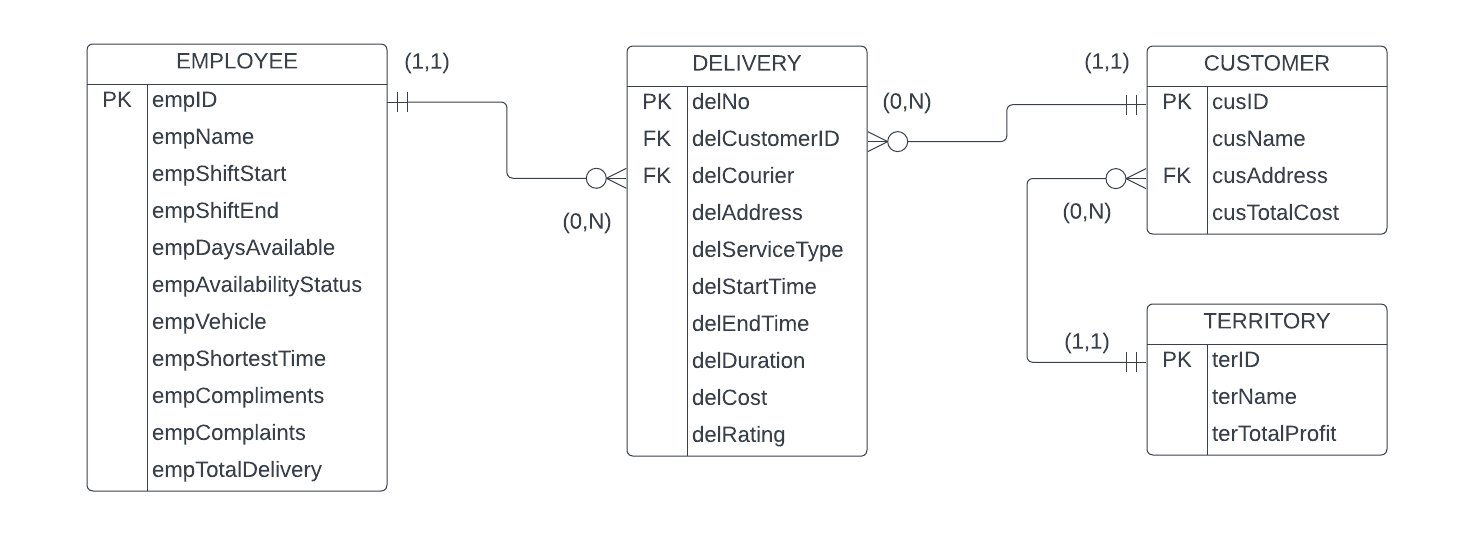 EMPLOYEE
(1,1)
PK empID
empName
empShiftStart
empShiftEnd
empDaysAvailable
empAvailabilityStatus
empVehicle
empShortestTime
empCompliments
empComplaints
empTotalDelivery
(0,N)
DELIVERY
PK delNo
FK delCustomerID
FK delCourier
delAddress
delServiceType
delStartTime
delEndTime
delDuration
delCost
delRating
(0,N)
(1,1)
CUSTOMER
PK cusID
cusName
FK cusAddress
cusTotalCost
(0,N)
(1,1)
TERRITORY
PK terID
terName
terTotalProfit